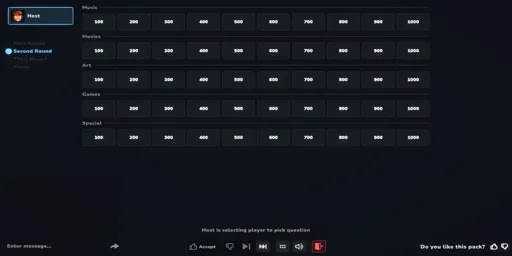 Host
First Round
Second Round
Third Round
Music
100 200 300 400 500 600 700 800 900 1000
Movies
100 200 300 400 500 600 700 800 900 1000
Art
100 200 300 400 500 600 700 800 900 1000
Games
100 200 300 400 500 600 700 800 900 1000
Special
100 200 300 400 500 600 700 800 900 1000
Host is selecting player to pick question
Enter message...
Accept
Do you like this pack?